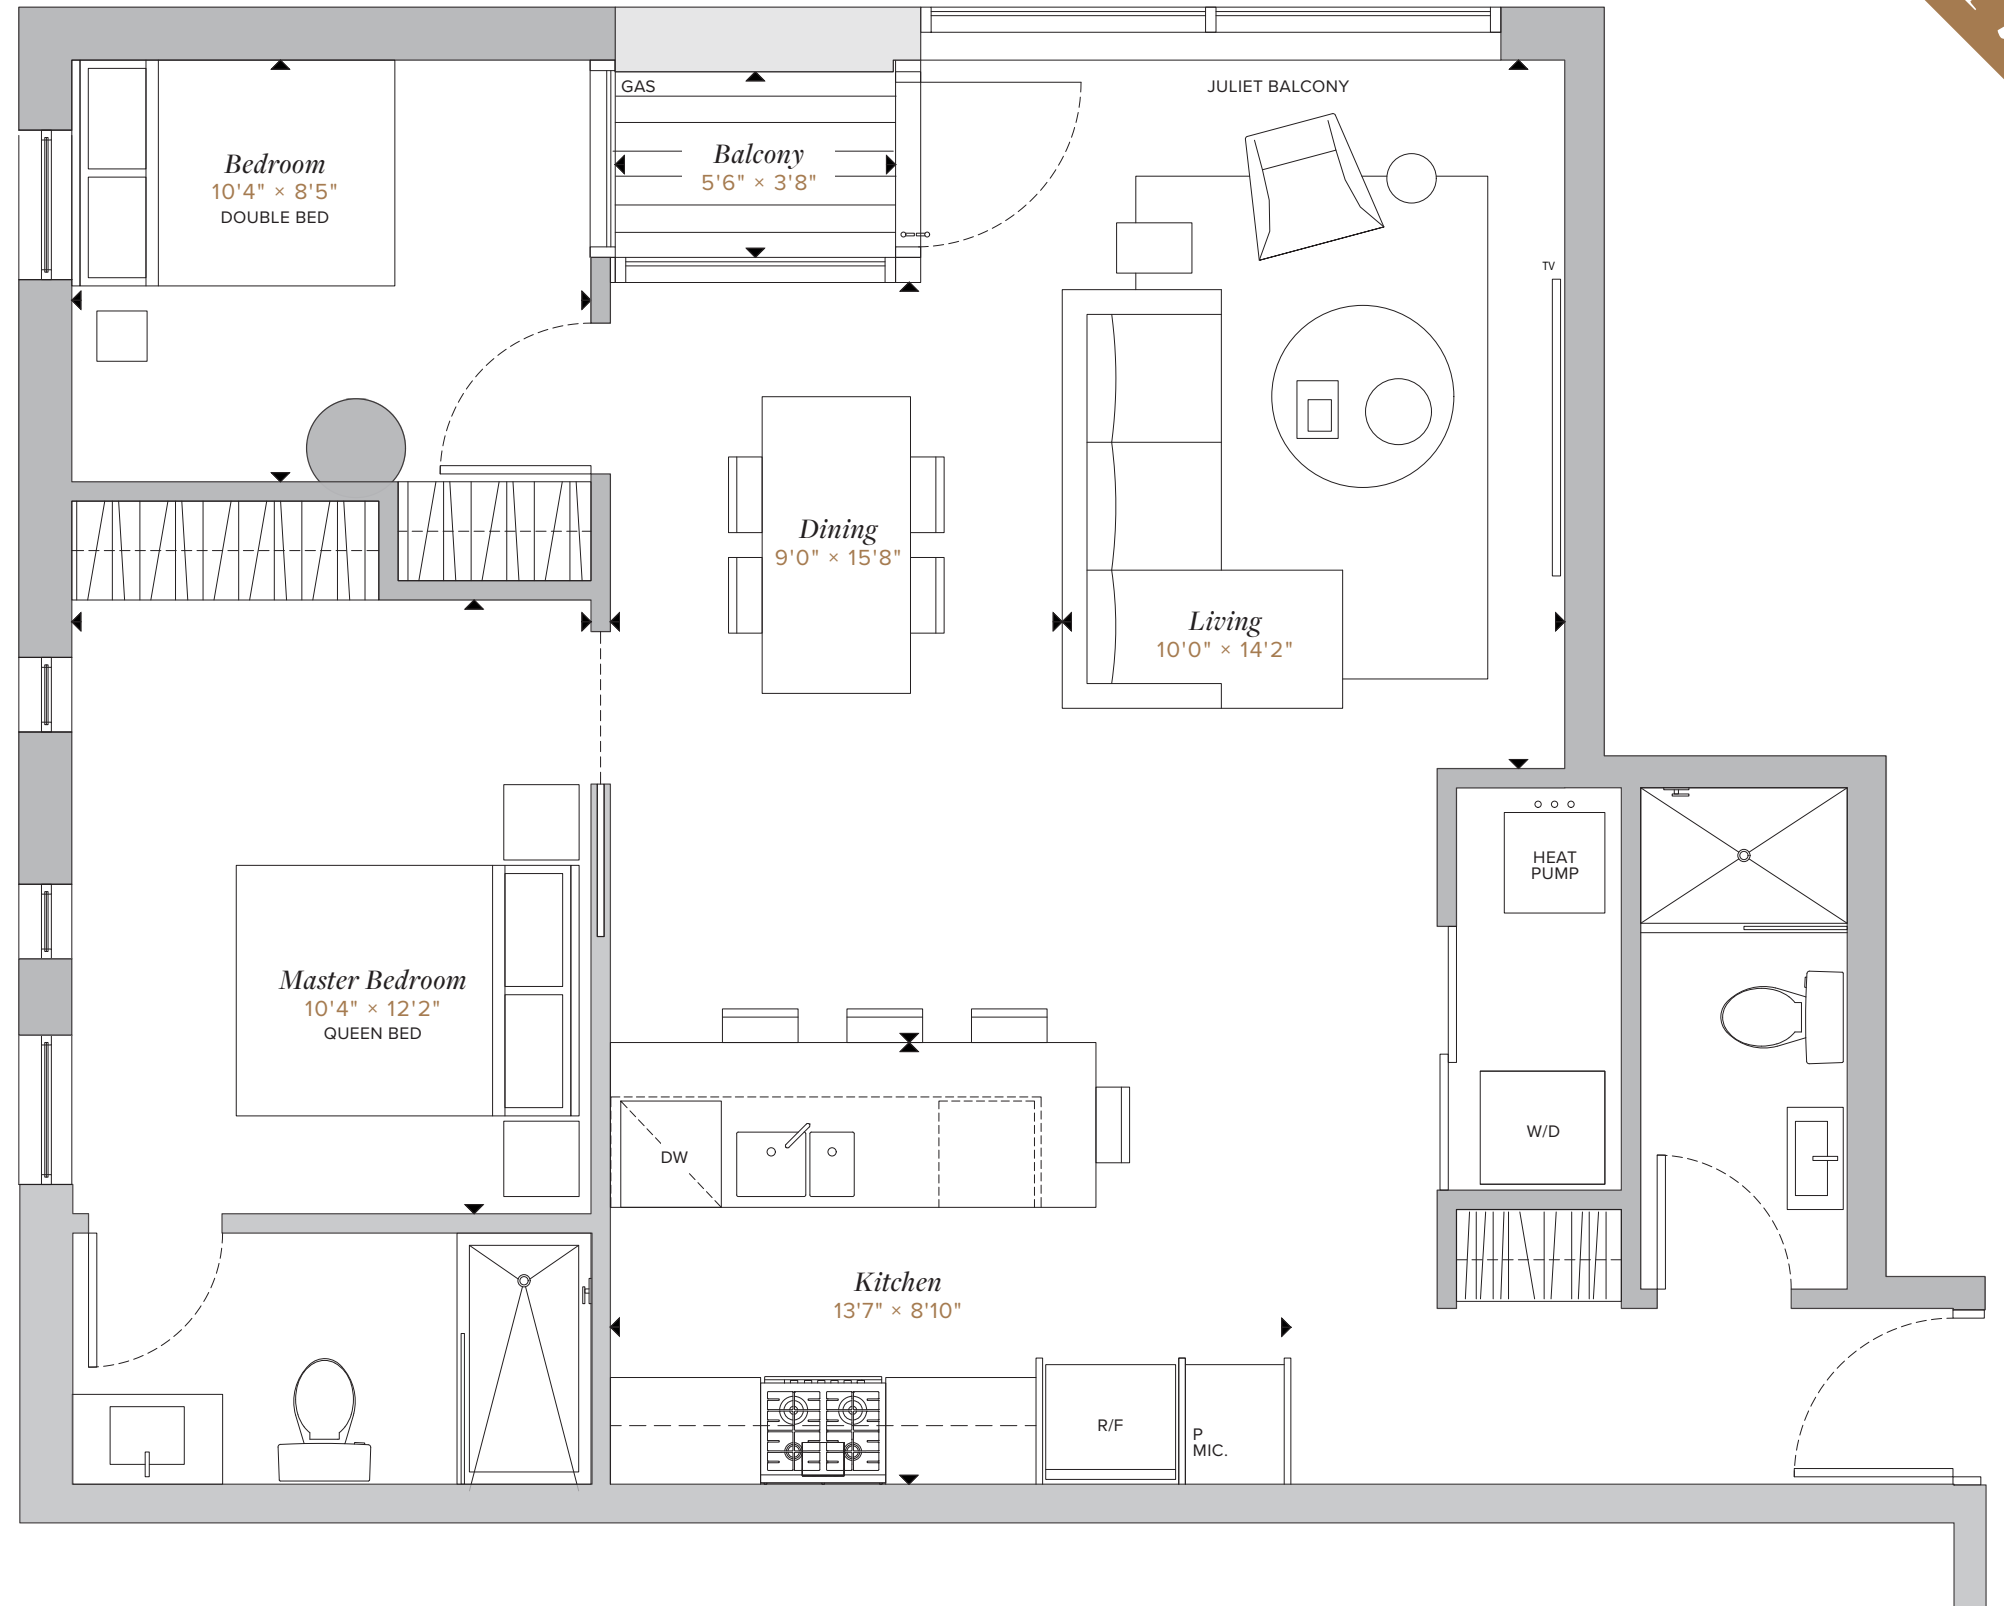 GAS
JULIET BALCONY
Bedroom
10'4" × 8'5"
DOUBLE BED
Balcony
5'6" × 3'8"
TV
Dining
9'0" × 15'8"
Living
10'0" × 14'2"
HEAT
PUMP
Master Bedroom
10'4" × 12'2"
QUEEN BED
W/D
DW
Kitchen
13'7" × 8'10"
R/F
P
MIC.